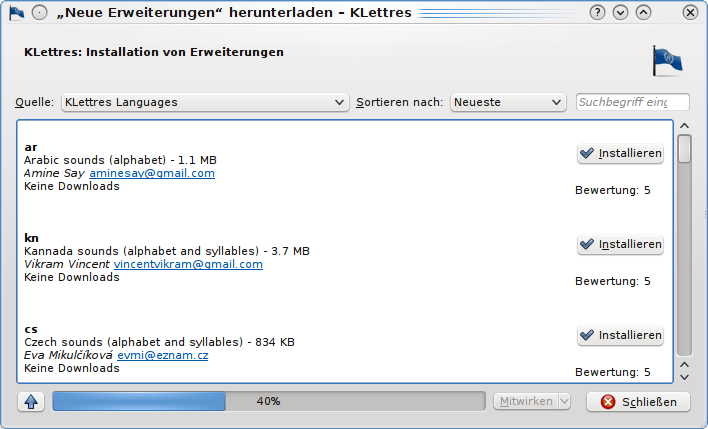 „Neue Erweiterungen“ herunterladen – KLettres
KLettres: Installation von Erweiterungen
Quelle: KLettres Languages Sortieren nach: Neueste Suchbegriff eing
ar
Arabic sounds (alphabet) - 1.1 MB
Installieren
Amine Say aminesay@gmail.com
Keine Downloads
Bewertung: 5
kn
Kannada sounds (alphabet and syllables) - 3.7 MB
Installieren
Vikram Vincent vincentvikram@gmail.com
Keine Downloads
Bewertung: 5
cs
Czech sounds (alphabet and syllables) - 834 KB
Installieren
Eva Mikulčíková evmi@eznam.cz
Keine Downloads
Bewertung: 5
40% Mitwirken Schließen